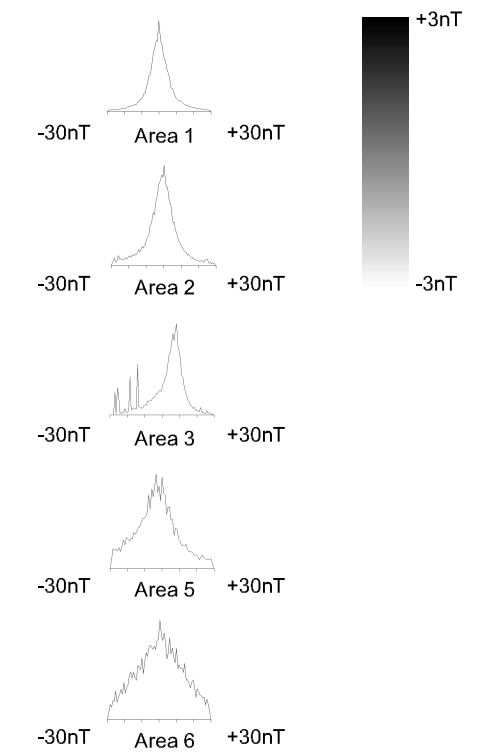 +3nT
-30nT Area 1 +30nT
-30nT Area 2 +30nT
-3nT
-30nT Area 3 +30nT
-30nT Area 5 +30nT
-30nT Area 6 +30nT